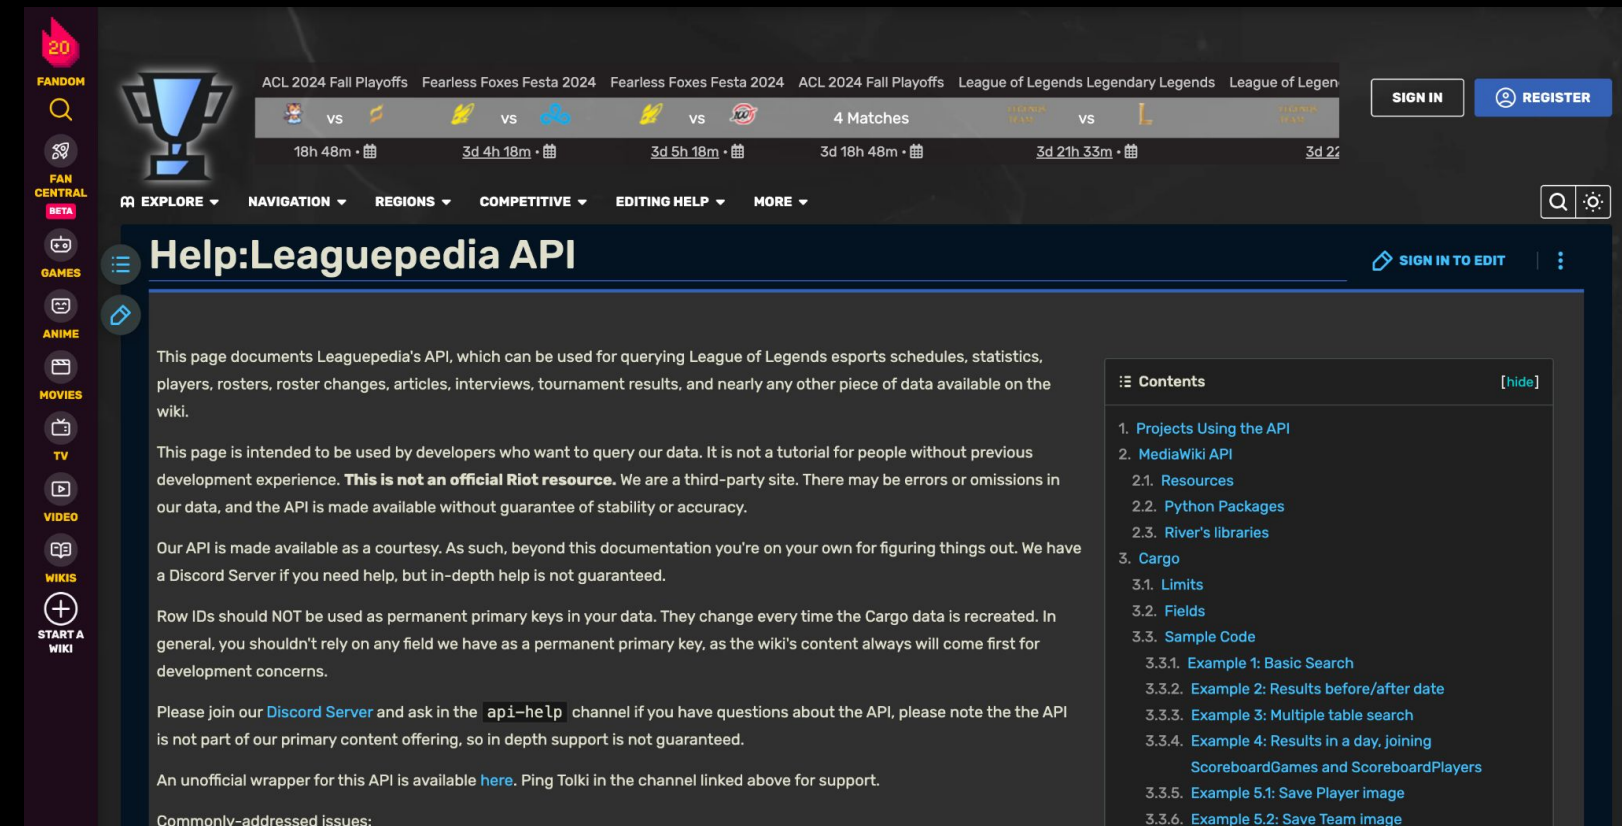 20
FANDOM
FAN
CENTRAL
BETA
GAMES
ANIME
MOVIES
TV
VIDEO
WIKIS
START A
WIKI
ACL 2024 Fall Playoffs Fearless Foxes Festa 2024 Fearless Foxes Festa 2024 ACL 2024 Fall Playoffs League of Legends Legendary Legends League of Legen
vs vs vs 4 Matches vs
18h 48m • 3d 4h 18m • 3d 5h 18m • 3d 18h 48m • 3d 21h 33m • 3d 22
SIGN IN REGISTER
EXPLORE NAVIGATION REGIONS COMPETITIVE EDITING HELP MORE
Help:Leaguepedia API
SIGN IN TO EDIT
This page documents Leaguepedia's API, which can be used for querying League of Legends esports schedules, statistics,
players, rosters, roster changes, articles, interviews, tournament results, and nearly any other piece of data available on the
wiki.
This page is intended to be used by developers who want to query our data. It is not a tutorial for people without previous
development experience. This is not an official Riot resource. We are a third-party site. There may be errors or omissions in
our data, and the API is made available without guarantee of stability or accuracy.
Our API is made available as a courtesy. As such, beyond this documentation you're on your own for figuring things out. We have
a Discord Server if you need help, but in-depth help is not guaranteed.
Row IDs should NOT be used as permanent primary keys in your data. They change every time the Cargo data is recreated. In
general, you shouldn't rely on any field we have as a permanent primary key, as the wiki's content always will come first for
development concerns.
Please join our Discord Server and ask in the api-help channel if you have questions about the API, please note the the API
is not part of our primary content offering, so in depth support is not guaranteed.
An unofficial wrapper for this API is available here. Ping Tolki in the channel linked above for support.
Commonly-addressed issues:
Contents [hide]
1. Projects Using the API
2. MediaWiki API
2.1. Resources
2.2. Python Packages
2.3. River's libraries
3. Cargo
3.1. Limits
3.2. Fields
3.3. Sample Code
3.3.1. Example 1: Basic Search
3.3.2. Example 2: Results before/after date
3.3.3. Example 3: Multiple table search
3.3.4. Example 4: Results in a day, joining
ScoreboardGames and ScoreboardPlayers
3.3.5. Example 5.1: Save Player image
3.3.6. Example 5.2: Save Team image